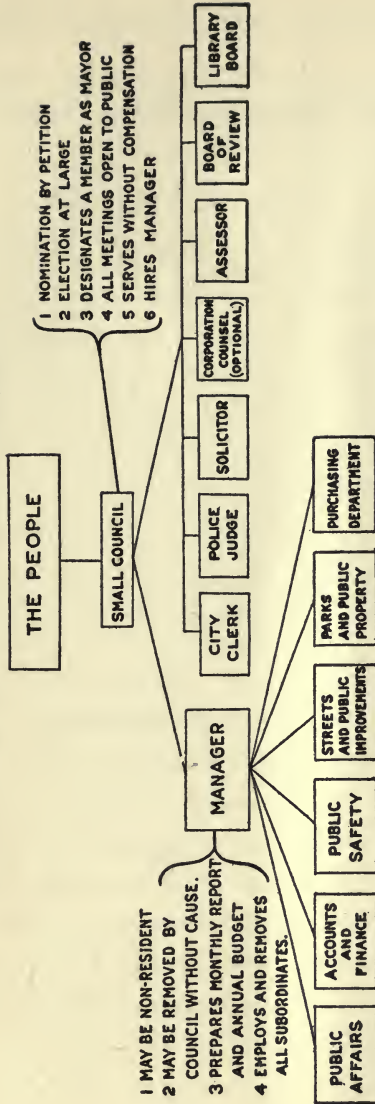 THE PEOPLE
SMALL COUNCIL
1 NOMINATION BY PETITION
2 ELECTION AT LARGE
3 DESIGNATES A MEMBER AS MAYOR
4 ALL MEETINGS OPEN TO PUBLIC
5 SERVES WITHOUT COMPENSATION
6 HIRES MANAGER
1 MAY BE NON-RESIDENT
2 MAY BE REMOVED BY
COUNCIL WITHOUT CAUSE.
3 PREPARES MONTHLY REPORT
AND ANNUAL BUDGET
4 EMPLOYS AND REMOVES
ALL SUBORDINATES.
MANAGER
CITY
CLERK
POLICE
JUDGE
SOLICITOR
CORPORATION
COUNSEL
(OPTIONAL)
ASSESSOR
BOARD
OF
REVIEW
LIBRARY
BOARD
PUBLIC
AFFAIRS
ACCOUNTS
AND
FINANCE
PUBLIC
SAFETY
STREETS
AND PUBLIC
IMPROVEMENTS
PARKS
AND PUBLIC
PROPERTY
PURCHASING
DEPARTMENT